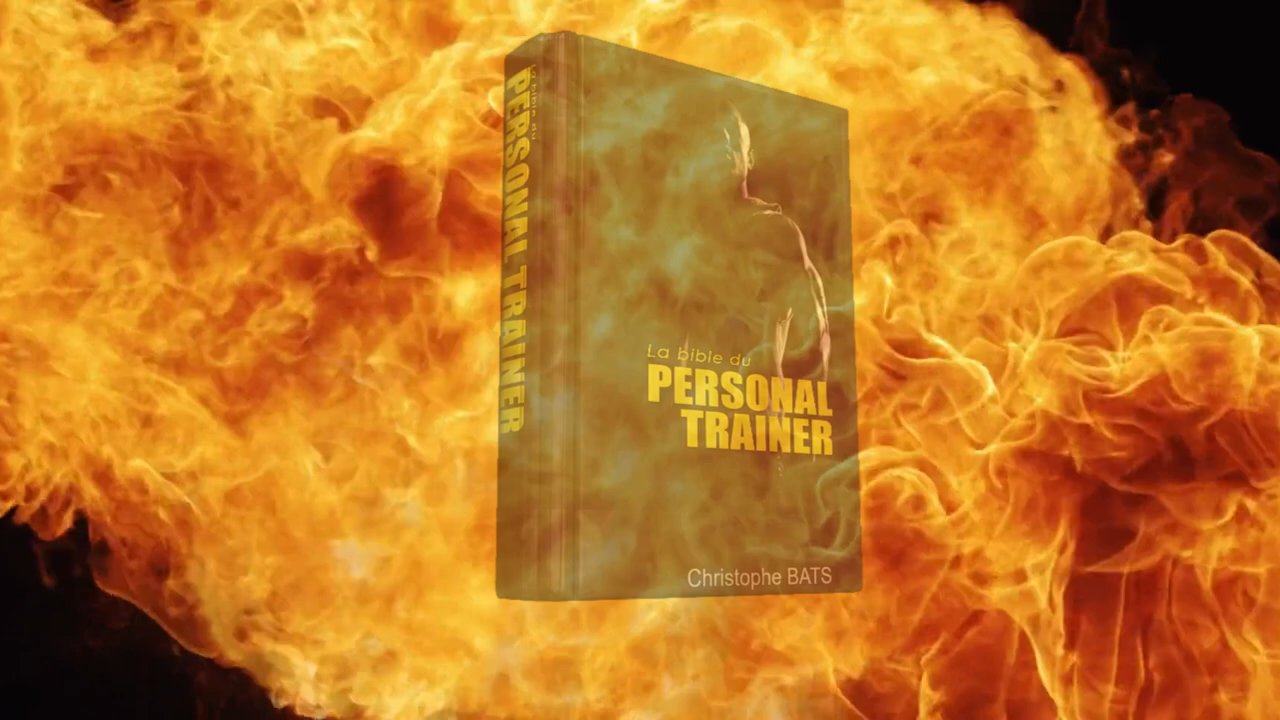 La bible du
PERSONAL TRAINER
La bible du
PERSONAL
TRAINER
Christophe BATS